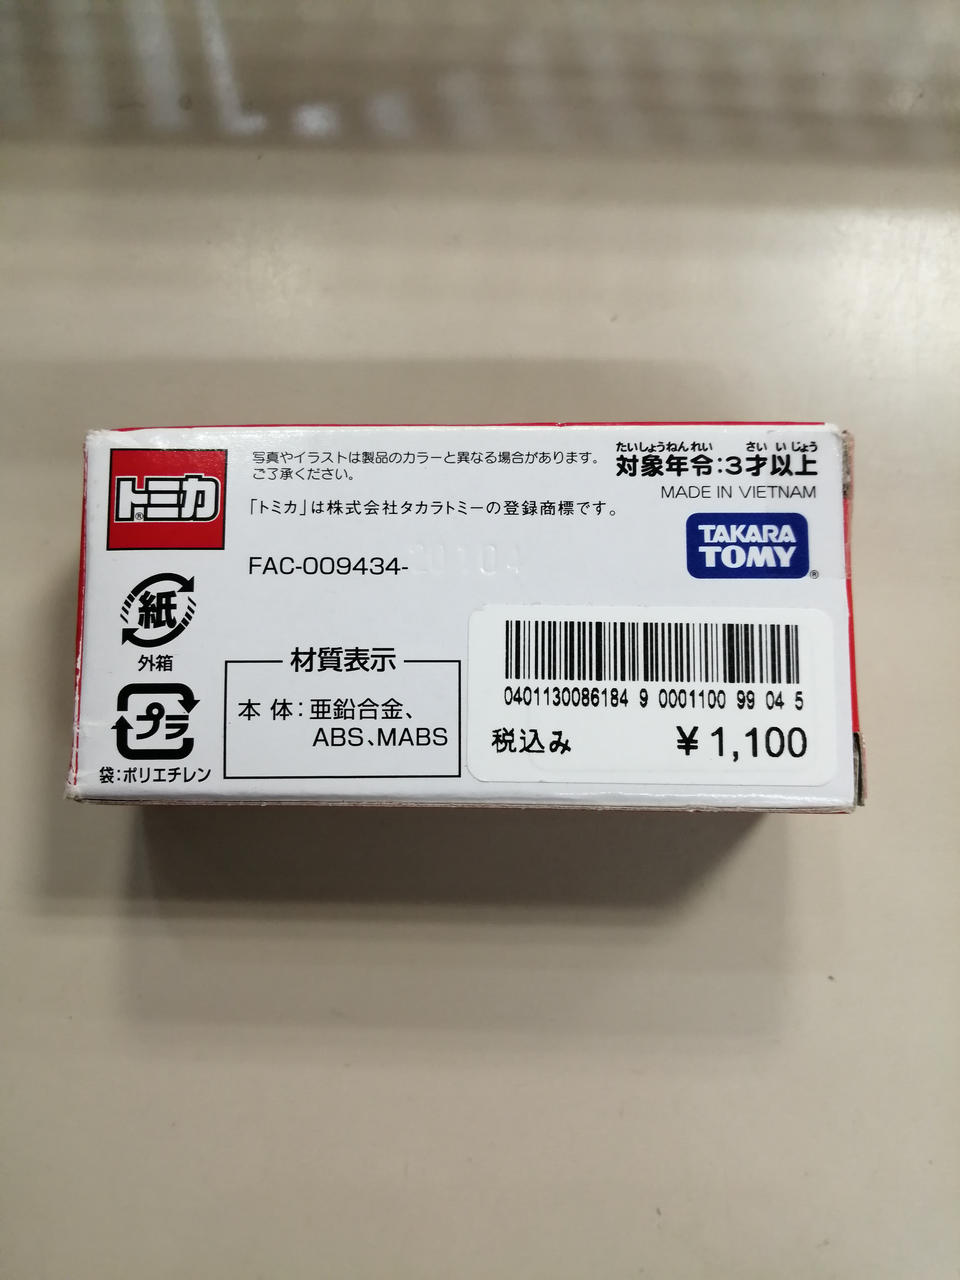 トミカ®
写真やイラストは製品のカラーと異なる場合があります。
ご了承ください。
「トミカ」は株式会社タカラトミーの登録商標です。
FAC-009434-
たいしょうねんれい さい いじょう
対象年令:3才以上
MADE IN VIETNAM
TAKARA
TOMY®
紙
外箱
プラ
袋:ポリエチレン
材質表示
本体:亜鉛合金、
ABS、MABS
0401130086184 9 0001100 99 04 5
税込み ¥1,100